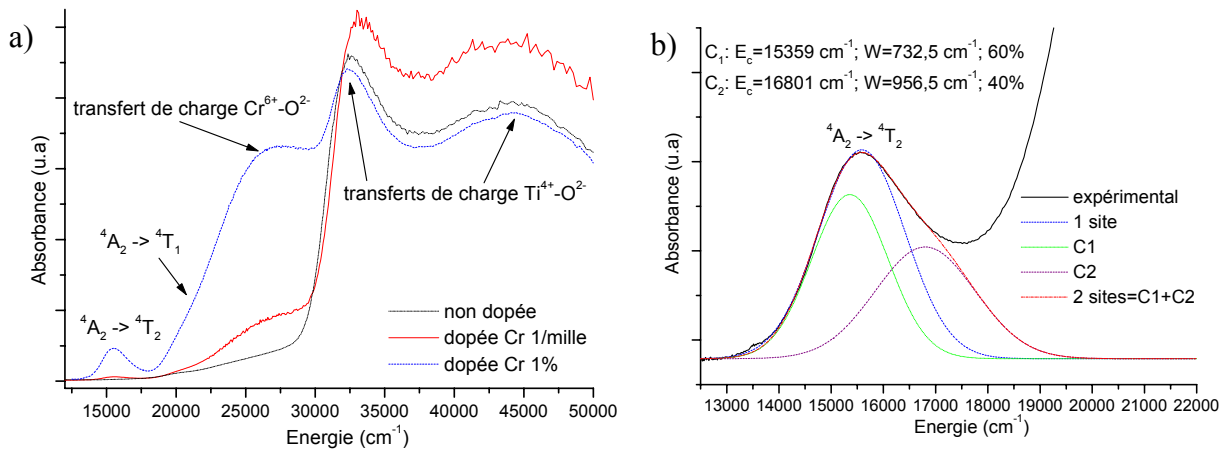 a)
transfert de charge Cr⁶⁺-O²⁻
transferts de charge Ti⁴⁺-O²⁻
⁴A₂ -> ⁴T₁
⁴A₂ -> ⁴T₂
non dopée
dopée Cr 1/mille
dopée Cr 1%
Absorbance (u.a)
15000 20000 25000 30000 35000 40000 45000 50000
Energie (cm⁻¹)
b)
C₁: E_c=15359 cm⁻¹; W=732,5 cm⁻¹; 60%
C₂: E_c=16801 cm⁻¹; W=956,5 cm⁻¹; 40%
⁴A₂ -> ⁴T₂
expérimental
1 site
C1
C2
2 sites=C1+C2
Absorbance (u.a)
13000 14000 15000 16000 17000 18000 19000 20000 21000 22000
Energie (cm⁻¹)